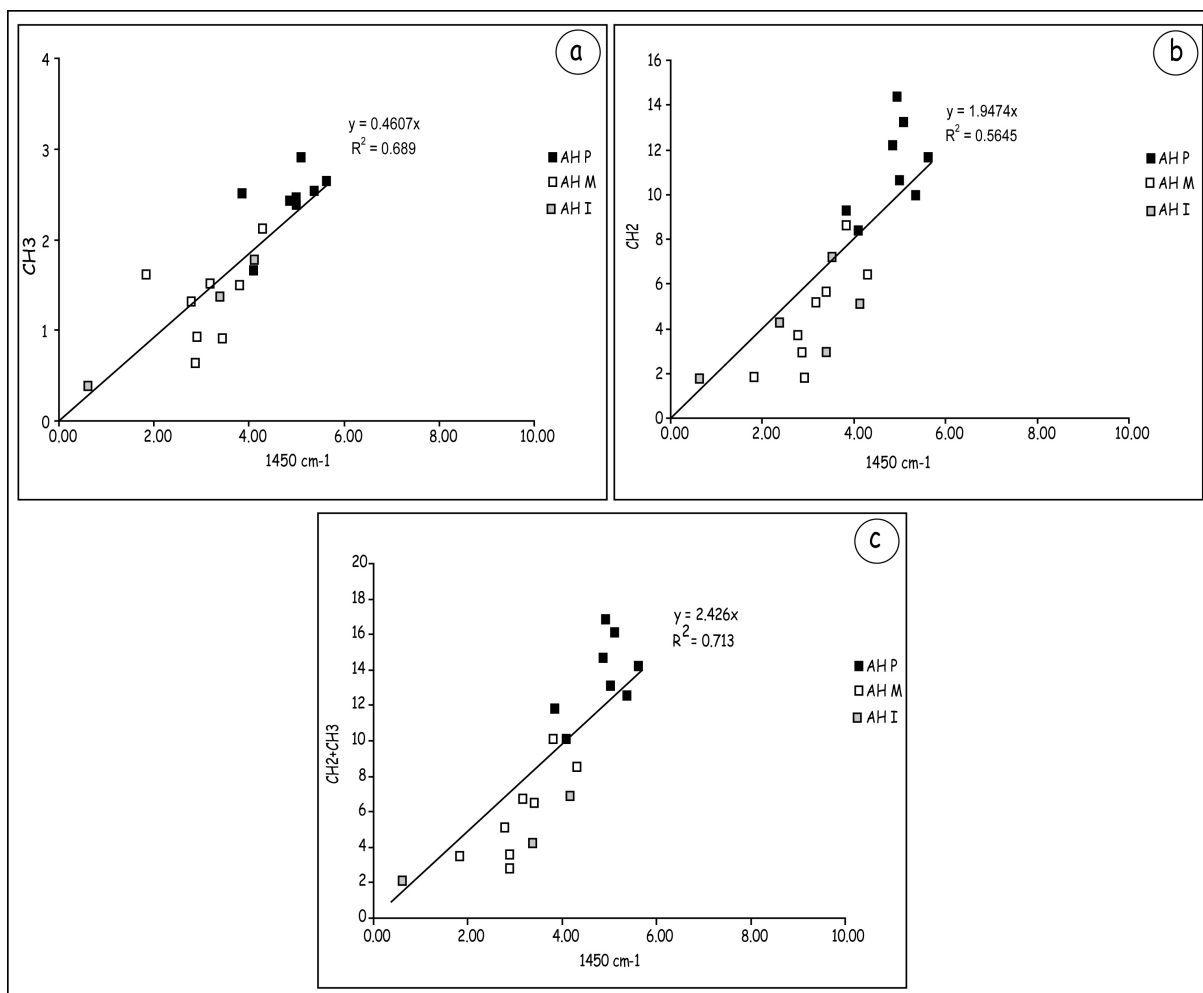 a
4
3
2
1
0
CH3
y = 0.4607x
R2 = 0.689
AH P
AH M
AH I
0.00 2.00 4.00 6.00 8.00 10.00
1450 cm-1
b
16
14
12
10
8
6
4
2
0
CH2
y = 1.9474x
R2 = 0.5645
AH P
AH M
AH I
0.00 2.00 4.00 6.00 8.00 10.00
1450 cm-1
c
20
18
16
14
12
10
8
6
4
2
0
CH2+CH3
y = 2.426x
R2 = 0.713
AH P
AH M
AH I
0.00 2.00 4.00 6.00 8.00 10.00
1450 cm-1